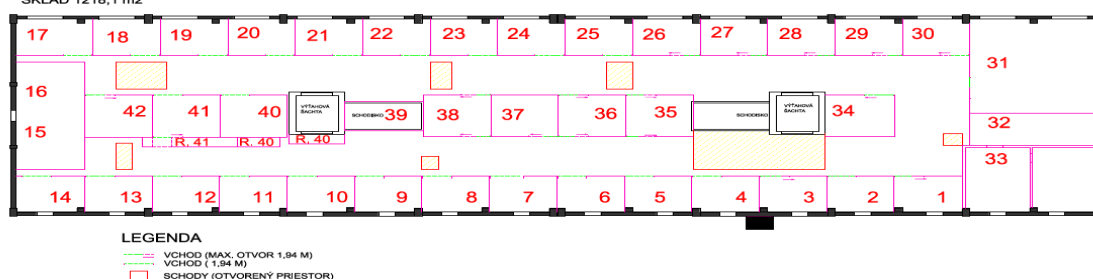 SKLAD 1218,11m2
17 18 19 20 21 22 23 24 25 26 27 28 29 30
31
16
42 41 40 VÝŤAHOVÁ ŠACHTA SCHODISKO 39 38 37 36 35 SCHODISKO VÝŤAHOVÁ ŠACHTA 34
32
15
R. 41 R. 40 R. 40
33
14 13 12 11 10 9 8 7 6 5 4 3 2 1
LEGENDA
VCHOD (MAX. OTVOR 1,94 M)
VCHOD ( 1,94 M)
SCHODY (OTVORENÝ PRIESTOR)